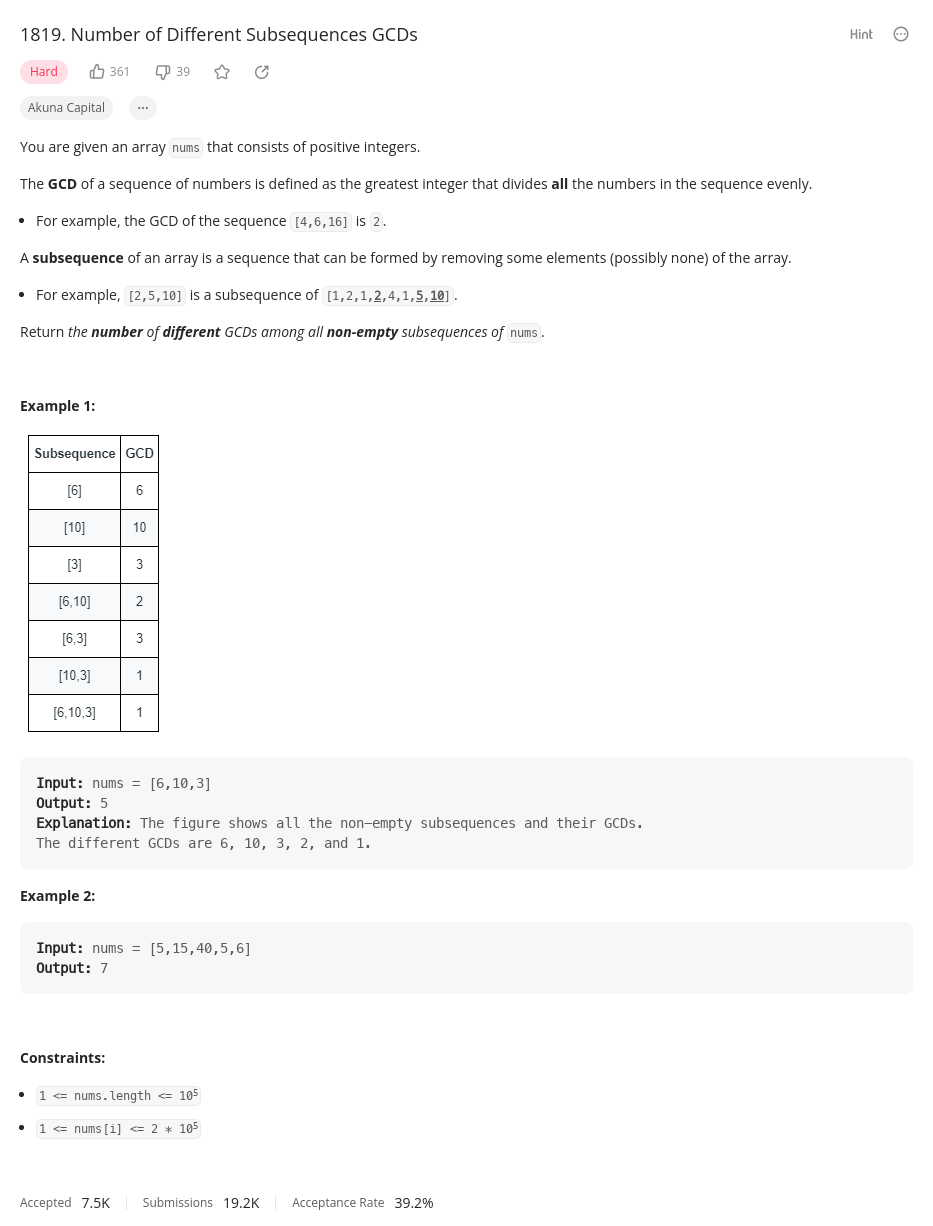 1819. Number of Different Subsequences GCDs
Hint
Hard 361 39
Akuna Capital ...
You are given an array nums that consists of positive integers.
The GCD of a sequence of numbers is defined as the greatest integer that divides all the numbers in the sequence evenly.
• For example, the GCD of the sequence [4,6,16] is 2.
A subsequence of an array is a sequence that can be formed by removing some elements (possibly none) of the array.
• For example, [2,5,10] is a subsequence of [1,2,1,2,4,1,5,10].
Return the number of different GCDs among all non-empty subsequences of nums.
Example 1:
Subsequence GCD
[6] 6
[10] 10
[3] 3
[6,10] 2
[6,3] 3
[10,3] 1
[6,10,3] 1
Input: nums = [6,10,3]
Output: 5
Explanation: The figure shows all the non-empty subsequences and their GCDs.
The different GCDs are 6, 10, 3, 2, and 1.
Example 2:
Input: nums = [5,15,40,5,6]
Output: 7
Constraints:
• 1 <= nums.length <= 10⁵
• 1 <= nums[i] <= 2 * 10⁵
Accepted 7.5K Submissions 19.2K Acceptance Rate 39.2%